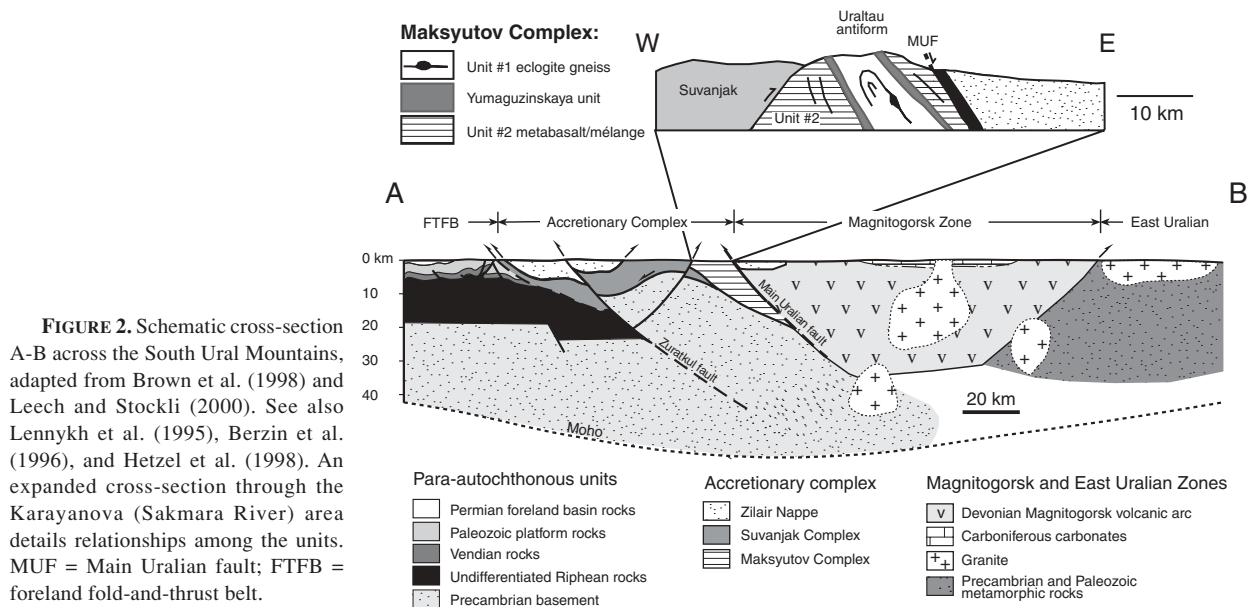 Maksyutov Complex:
Unit #1 eclogite gneiss
Yumaguzinskaya unit
Unit #2 metabasalt/mélange
W
Uraltau
antiform
MUF
E
Suvanjak
Unit #2
10 km
A
B
FTFB
Accretionary Complex
Magnitogorsk Zone
East Uralian
0 km
10
20
30
40
Main Uralian fault
Zuratkul fault
Moho
20 km
FIGURE 2. Schematic cross-section
A-B across the South Ural Mountains,
adapted from Brown et al. (1998) and
Leech and Stockli (2000). See also
Lennykh et al. (1995), Berzin et al.
(1996), and Hetzel et al. (1998). An
expanded cross-section through the
Karayanova (Sakmara River) area
details relationships among the units.
MUF = Main Uralian fault; FTFB =
foreland fold-and-thrust belt.
Para-autochthonous units
Permian foreland basin rocks
Paleozoic platform rocks
Vendian rocks
Undifferentiated Riphean rocks
Precambrian basement
Accretionary complex
Zilair Nappe
Suvanjak Complex
Maksyutov Complex
Magnitogorsk and East Uralian Zones
V Devonian Magnitogorsk volcanic arc
Carboniferous carbonates
Granite
Precambrian and Paleozoic
metamorphic rocks